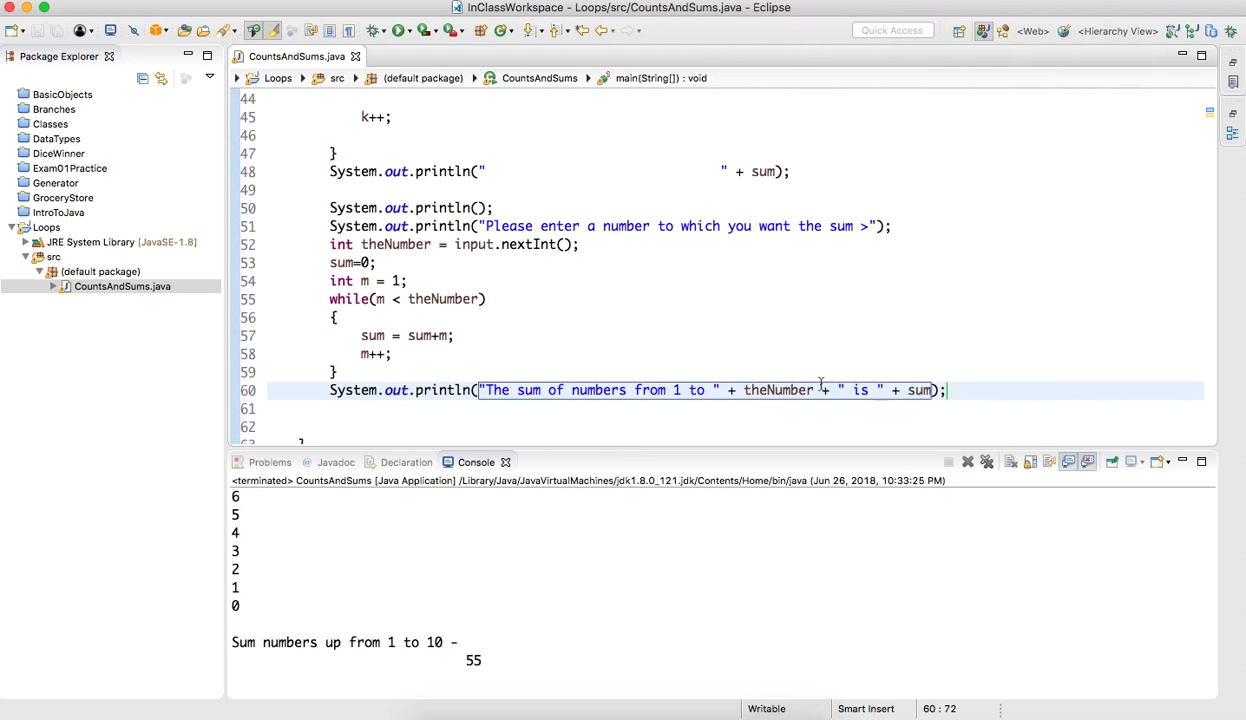 InClassWorkspace - Loops/src/CountsAndSums.java - Eclipse
Quick Access
<Web>
<Hierarchy View>
Package Explorer
BasicObjects
Branches
Classes
DataTypes
DiceWinner
Exam01Practice
Generator
GroceryStore
IntroToJava
Loops
JRE System Library [JavaSE-1.8]
src
(default package)
CountsAndSums.java
CountsAndSums.java
Loops src (default package) CountsAndSums main(String[]) : void
44
45 k++;
46
47 }
48 System.out.println(" " + sum);
49
50 System.out.println();
51 System.out.println("Please enter a number to which you want the sum >");
52 int theNumber = input.nextInt();
53 sum=0;
54 int m = 1;
55 while(m < theNumber)
56 {
57 sum = sum+m;
58 m++;
59 }
60 System.out.println("The sum of numbers from 1 to " + theNumber + " is " + sum);
61
62
63 }
Problems Javadoc Declaration Console
<terminated> CountsAndSums [Java Application] /Library/Java/JavaVirtualMachines/jdk1.8.0_121.jdk/Contents/Home/bin/java (Jun 26, 2018, 10:33:25 PM)
6
5
4
3
2
1
0
Sum numbers up from 1 to 10 -
55
Writable Smart Insert 60 : 72